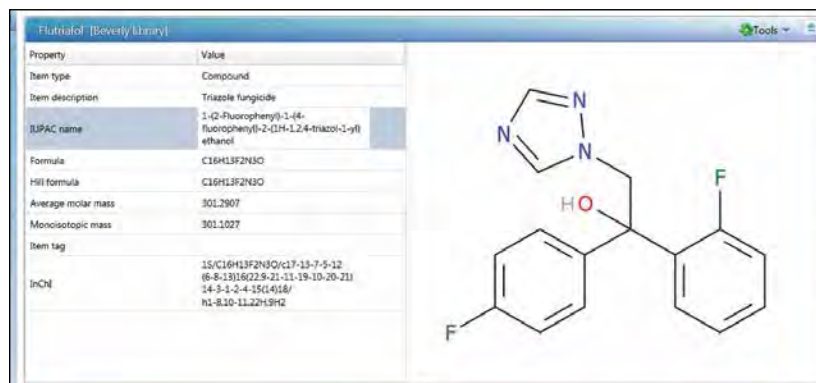 Flutriafol [Beverly Library]
Tools
Property Value
Item type Compound
Item description Triazole fungicide
IUPAC name 1-(2-Fluorophenyl)-1-(4-
fluorophenyl)-2-(1H-1,2,4-triazol-1-yl)
ethanol
Formula C16H13F2N3O
Hill formula C16H13F2N3O
Average molar mass 301.2907
Monoisotopic mass 301.1027
Item tag
InChI 1S/C16H13F2N3O/c17-13-7-5-12
(6-8-13)16(22,9-21-11-19-10-20-21)
14-3-1-2-4-15(14)18/
h1-8,10-11,22H,9H2
N
N
N
F
HO
F